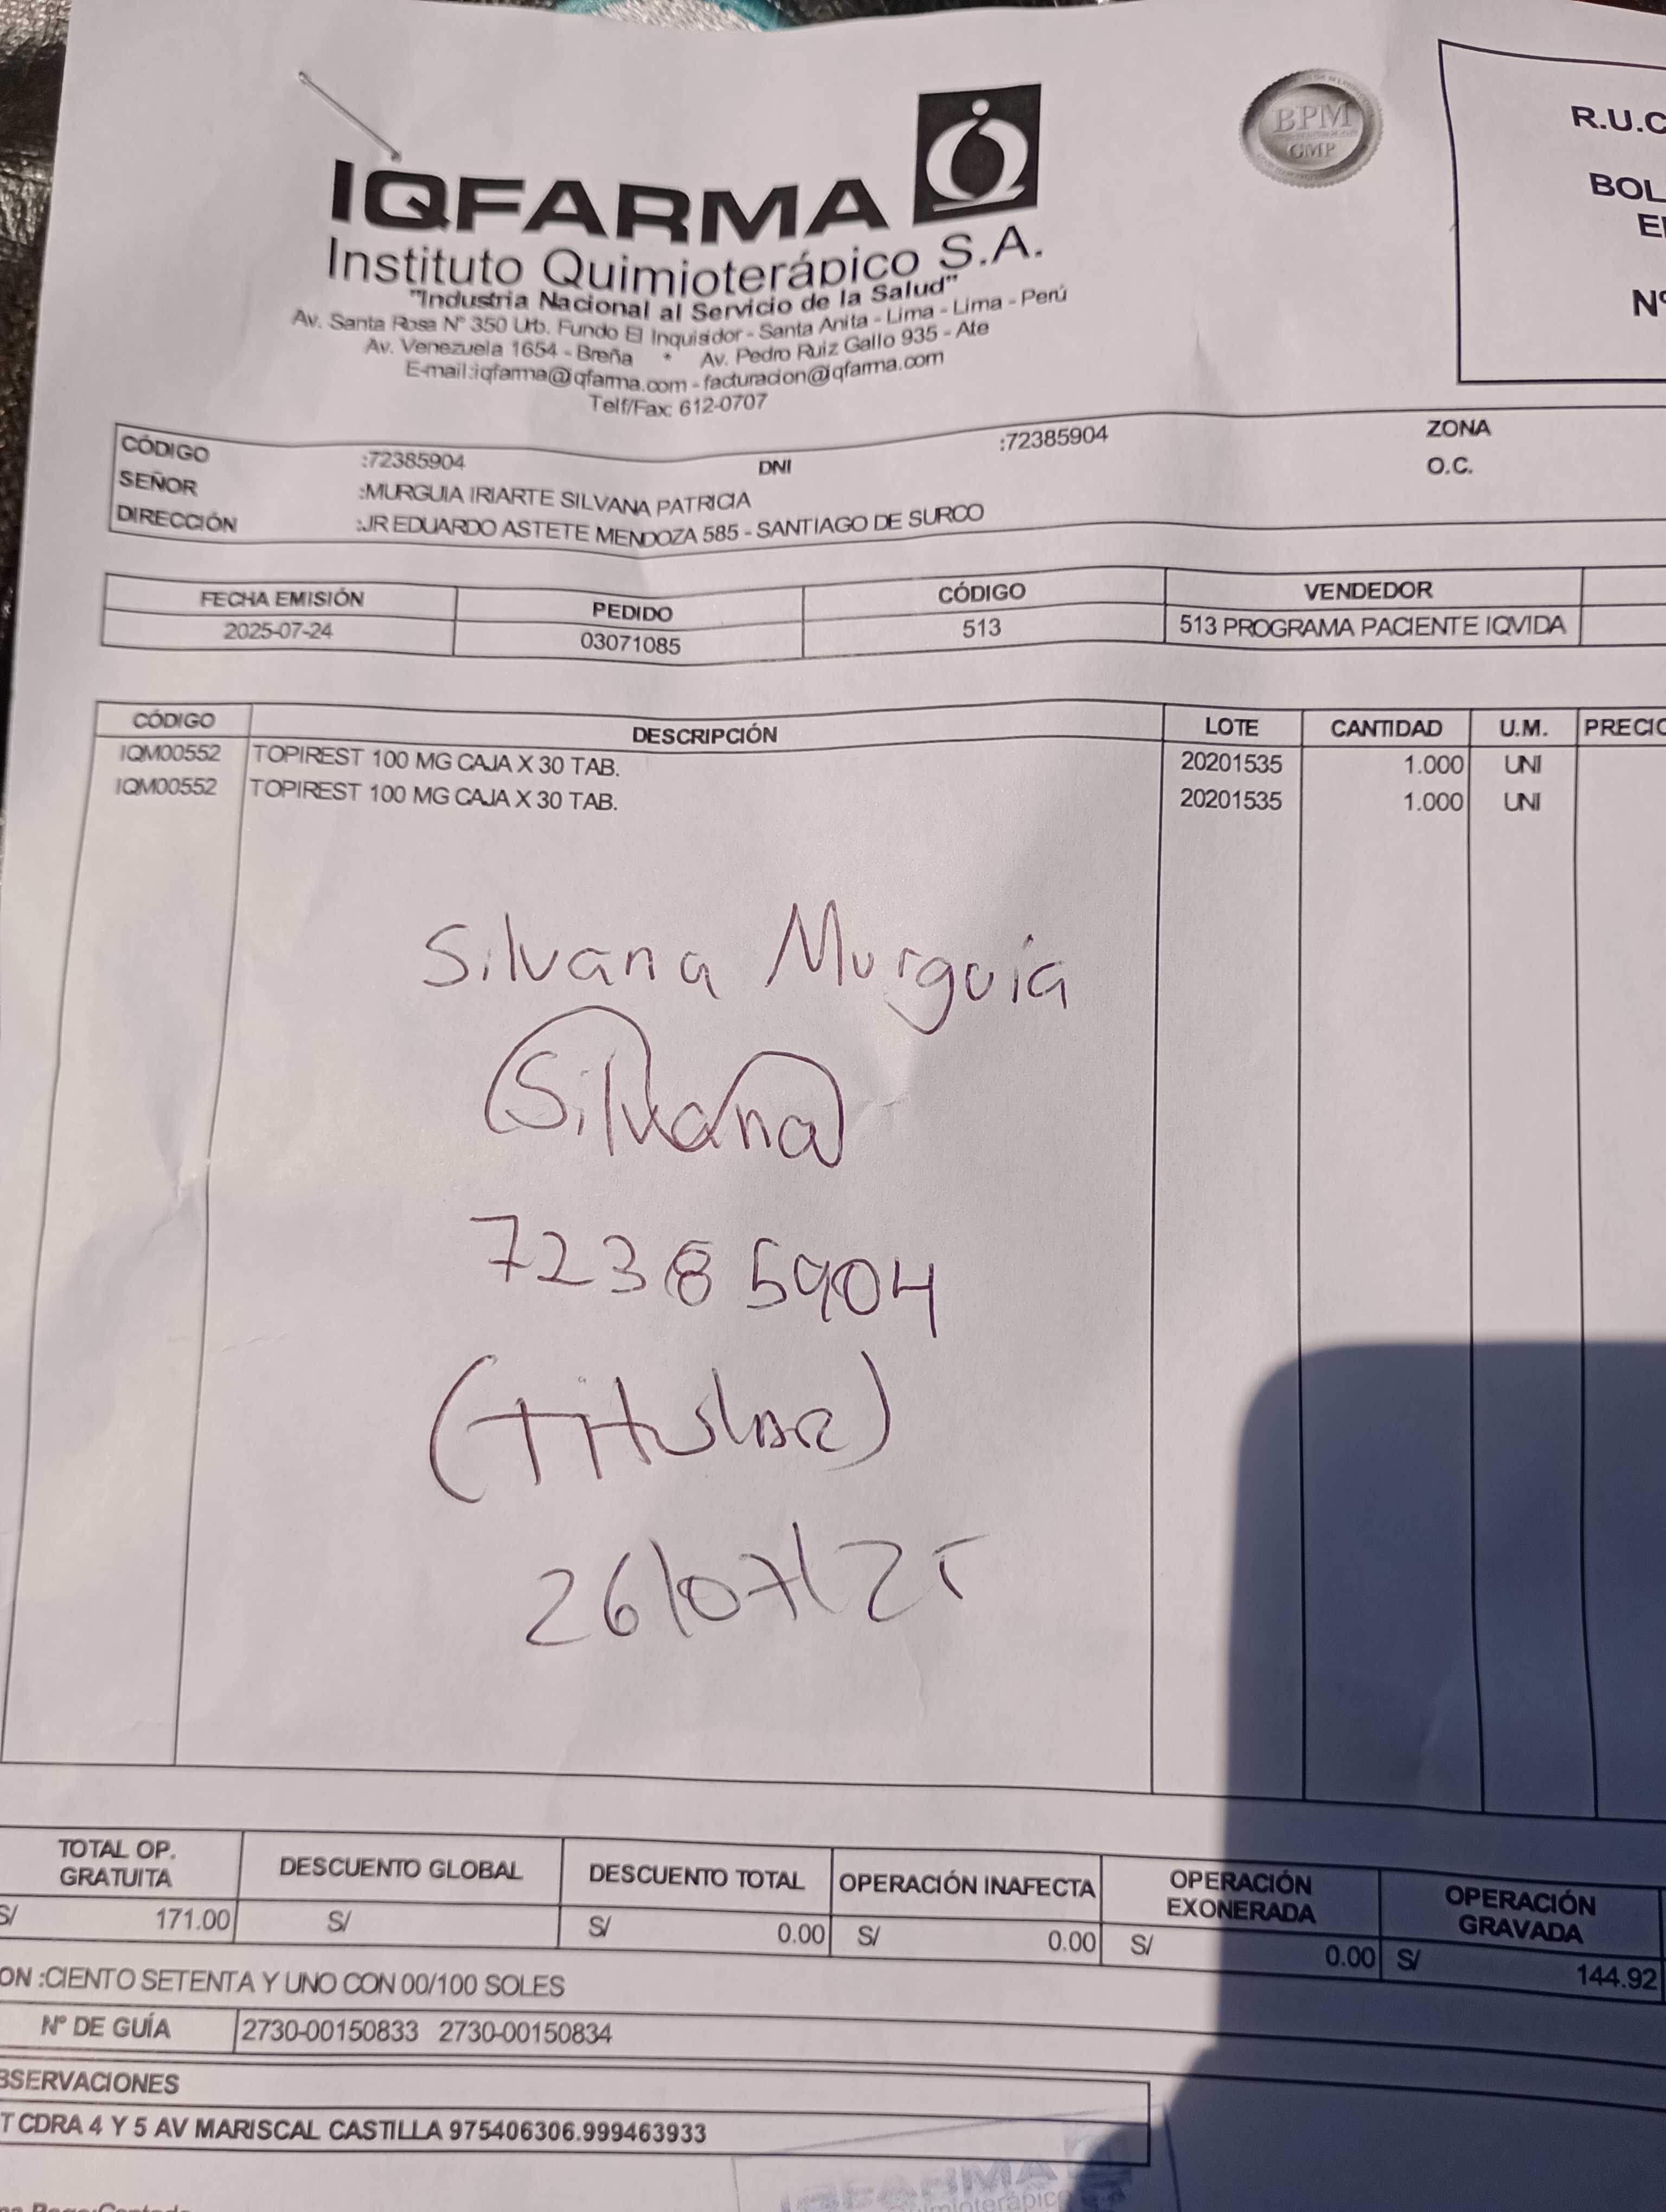 BPM
GMP
R.U.C
BOL
Nº
IQFARMA
Instituto Quimioterápico S.A.
"Industria Nacional al Servicio de la Salud"
Av. Santa Rosa Nº 350 Urb. Fundo El Inquisidor - Santa Anita - Lima - Lima - Perú
Av. Venezuela 1654 - Breña * Av. Pedro Ruiz Gallo 935 - Ate
E-mail:iqfarma@iqfarma.com - facturacion@iqfarma.com
Telf/Fax: 612-0707
CÓDIGO :72385904 DNI :72385904 ZONA
SEÑOR :MURGUIA IRIARTE SILVANA PATRICIA O.C.
DIRECCIÓN :JR EDUARDO ASTETE MENDOZA 585 - SANTIAGO DE SURCO
FECHA EMISIÓN PEDIDO CÓDIGO VENDEDOR
2025-07-24 03071085 513 513 PROGRAMA PACIENTE IQVIDA
CÓDIGO DESCRIPCIÓN LOTE CANTIDAD U.M. PRECIO
IQM00552 TOPIREST 100 MG CAJA X 30 TAB. 20201535 1.000 UNI
IQM00552 TOPIREST 100 MG CAJA X 30 TAB. 20201535 1.000 UNI
Silvana Murguia
Silvana
72385904
(Titular)
26/07/25
TOTAL OP. GRATUITA DESCUENTO GLOBAL DESCUENTO TOTAL OPERACIÓN INAFECTA OPERACIÓN EXONERADA OPERACIÓN GRAVADA
S/ 171.00 S/ S/ 0.00 S/ 0.00 S/ 0.00 S/ 144.92
ON :CIENTO SETENTA Y UNO CON 00/100 SOLES
Nº DE GUÍA 2730-00150833 2730-00150834
BSERVACIONES
T CDRA 4 Y 5 AV MARISCAL CASTILLA 975406306.999463933